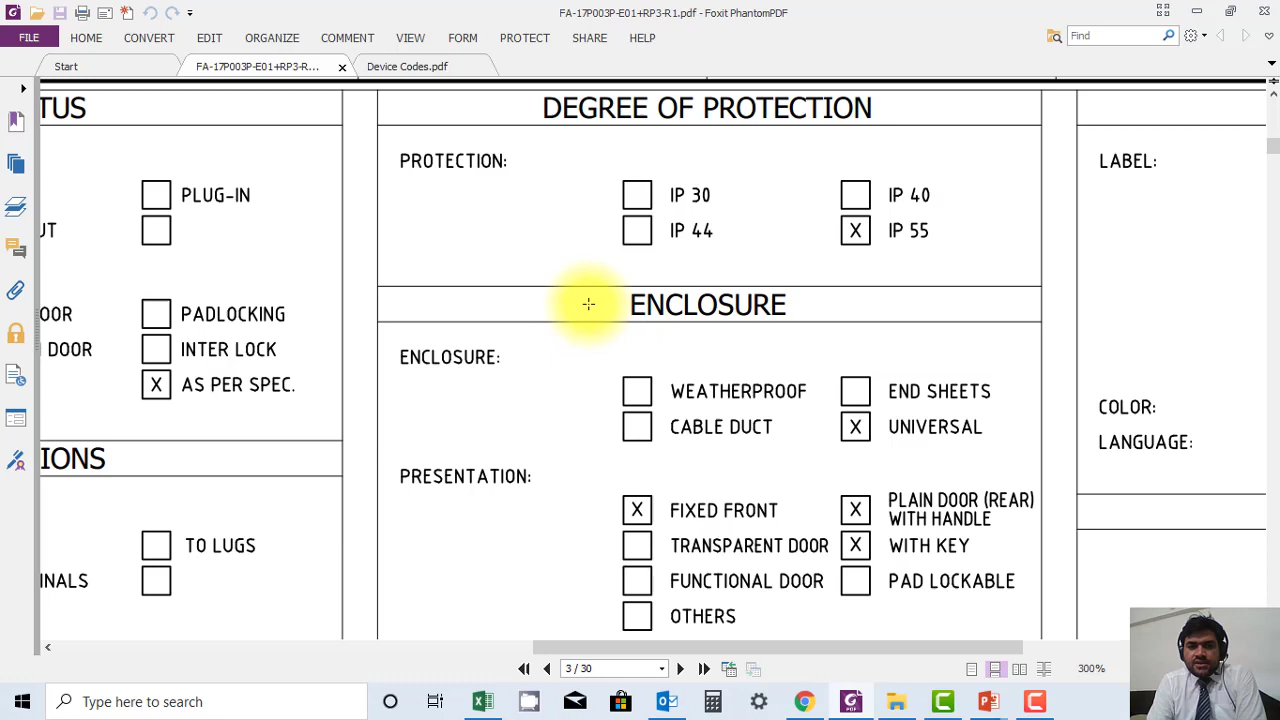 FA-17P003P-E01+RP3-R1.pdf - Foxit PhantomPDF
FILE HOME CONVERT EDIT ORGANIZE COMMENT VIEW FORM PROTECT SHARE HELP
Find
Start FA-17P003P-E01+RP3-R... Device Codes.pdf
TUS
PLUG-IN
UT
OOR PADLOCKING
DOOR INTER LOCK
X AS PER SPEC.
IONS
TO LUGS
INALS
DEGREE OF PROTECTION
PROTECTION:
IP 30 IP 40
IP 44 X IP 55
ENCLOSURE
ENCLOSURE:
WEATHERPROOF END SHEETS
CABLE DUCT X UNIVERSAL
PRESENTATION:
X FIXED FRONT X PLAIN DOOR (REAR)
WITH HANDLE
TRANSPARENT DOOR X WITH KEY
FUNCTIONAL DOOR PAD LOCKABLE
OTHERS
LABEL:
COLOR:
LANGUAGE:
3 / 30
300%
Type here to search